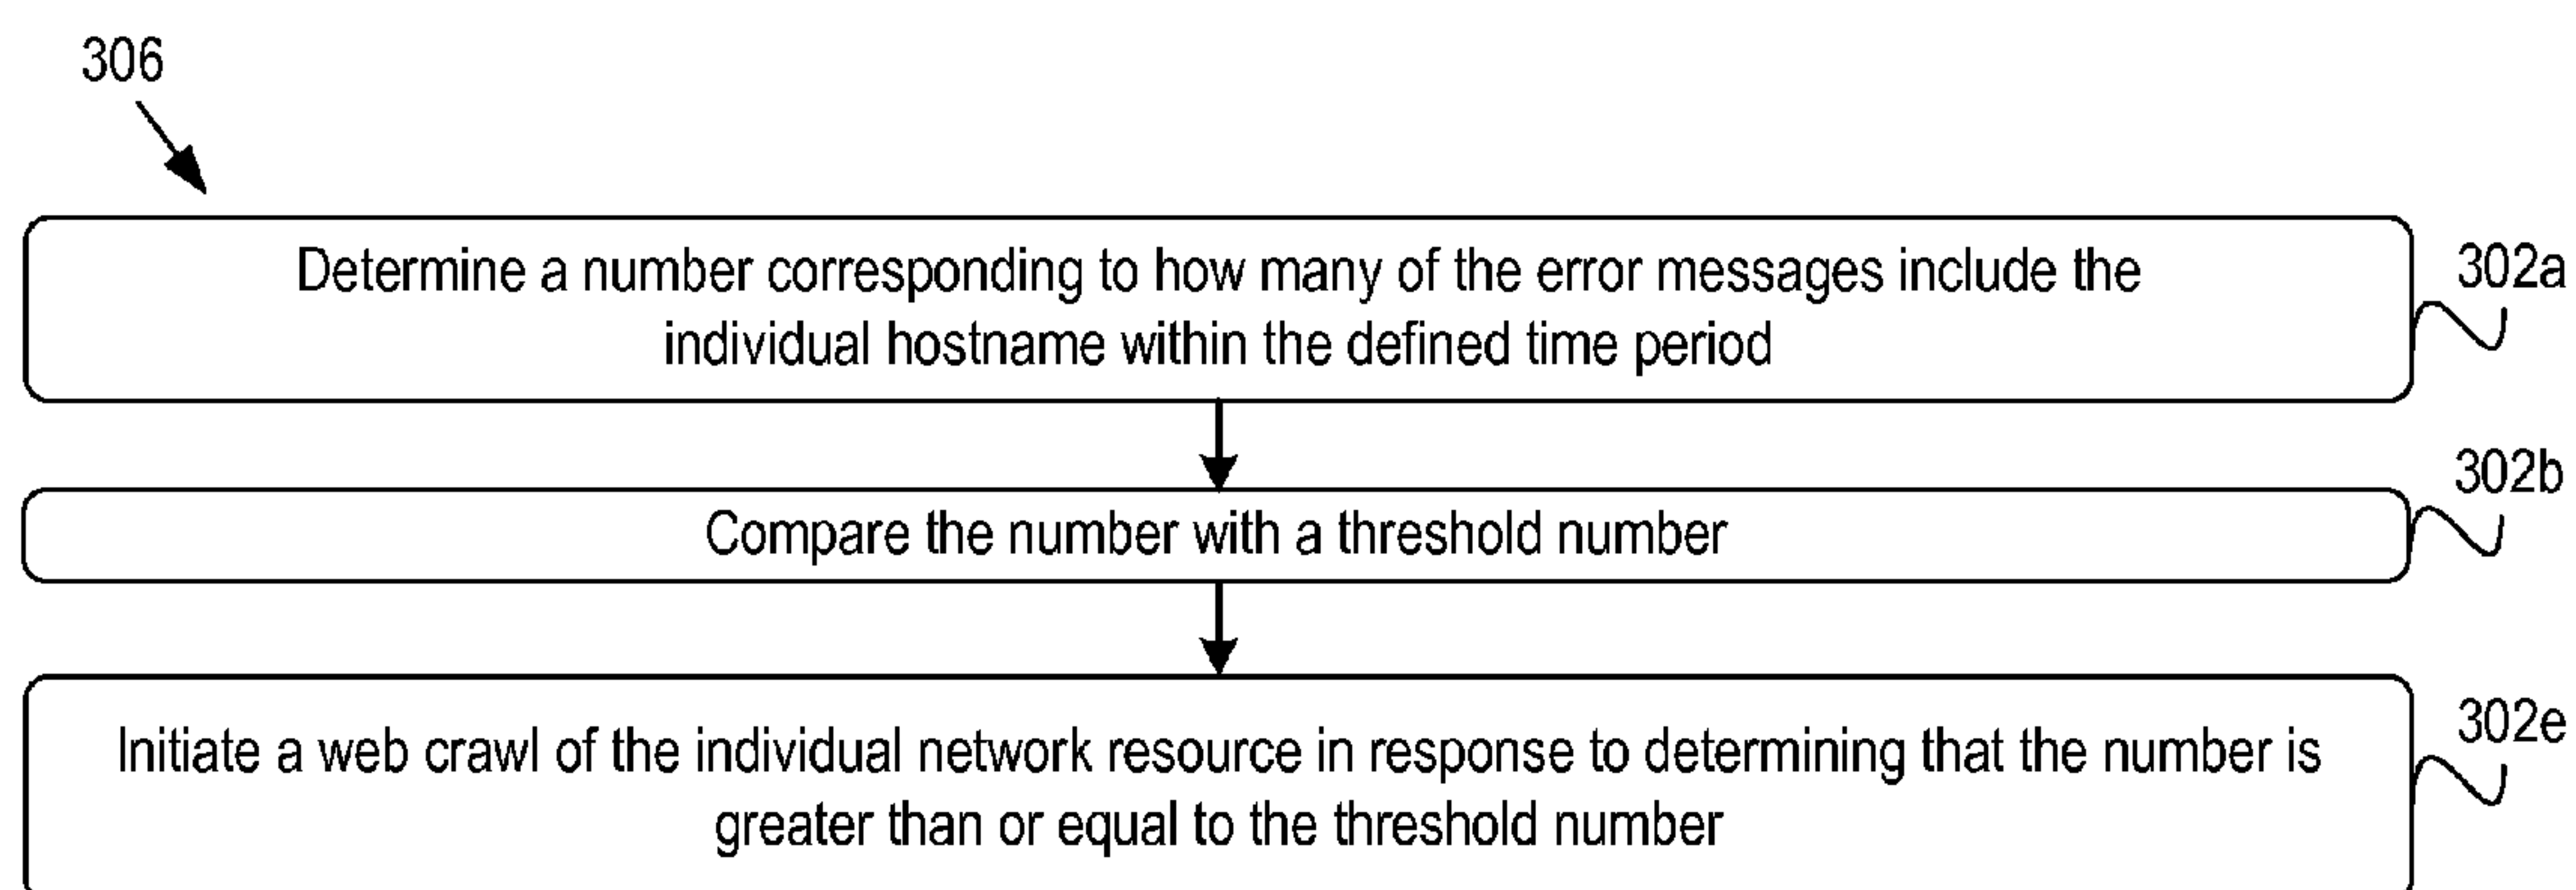 306
Determine a number corresponding to how many of the error messages include the
individual hostname within the defined time period
302a
Compare the number with a threshold number
302b
Initiate a web crawl of the individual network resource in response to determining that the number is
greater than or equal to the threshold number
302e